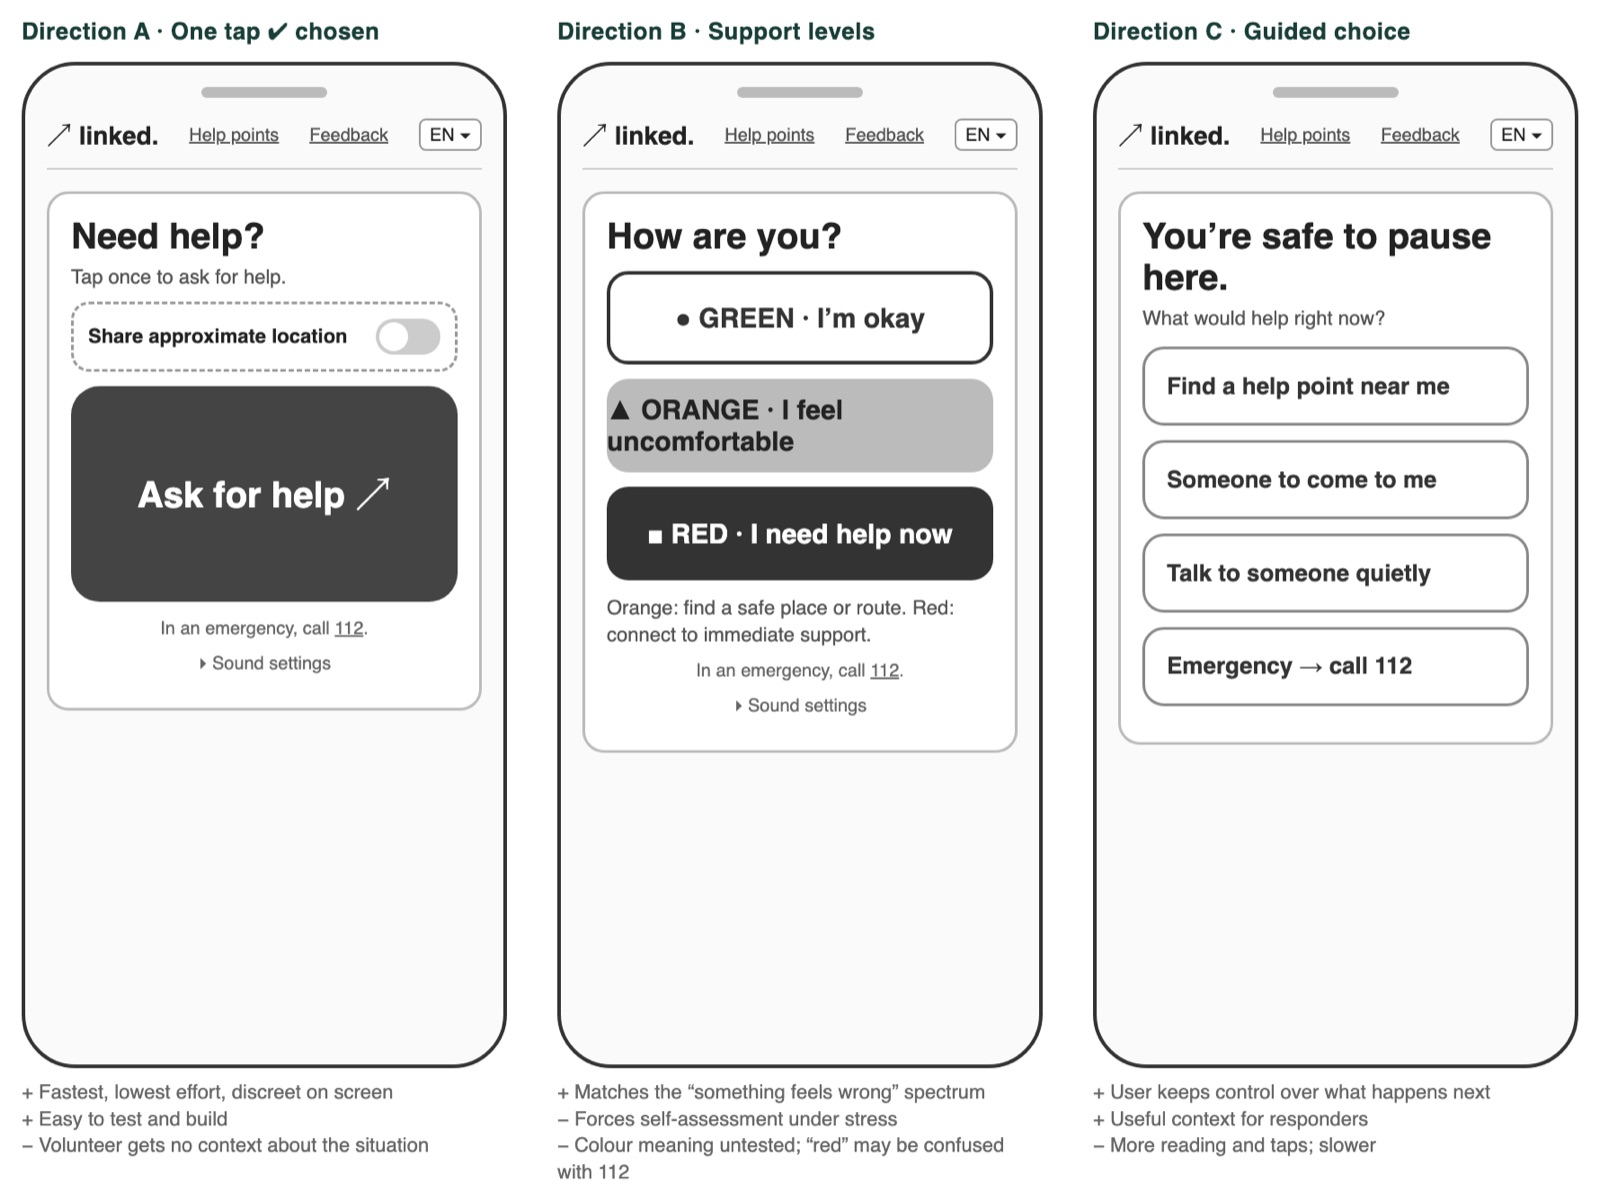 Direction A · One tap ✔ chosen
↗ linked.
Help points
Feedback
EN
Need help?
Tap once to ask for help.
Share approximate location
Ask for help ↗
In an emergency, call 112.
Sound settings
+ Fastest, lowest effort, discreet on screen
+ Easy to test and build
– Volunteer gets no context about the situation
Direction B · Support levels
↗ linked.
Help points
Feedback
EN
How are you?
● GREEN · I’m okay
▲ ORANGE · I feel
uncomfortable
■ RED · I need help now
Orange: find a safe place or route. Red:
connect to immediate support.
In an emergency, call 112.
Sound settings
+ Matches the “something feels wrong” spectrum
– Forces self-assessment under stress
– Colour meaning untested; “red” may be confused
with 112
Direction C · Guided choice
↗ linked.
Help points
Feedback
EN
You’re safe to pause
here.
What would help right now?
Find a help point near me
Someone to come to me
Talk to someone quietly
Emergency → call 112
+ User keeps control over what happens next
+ Useful context for responders
– More reading and taps; slower